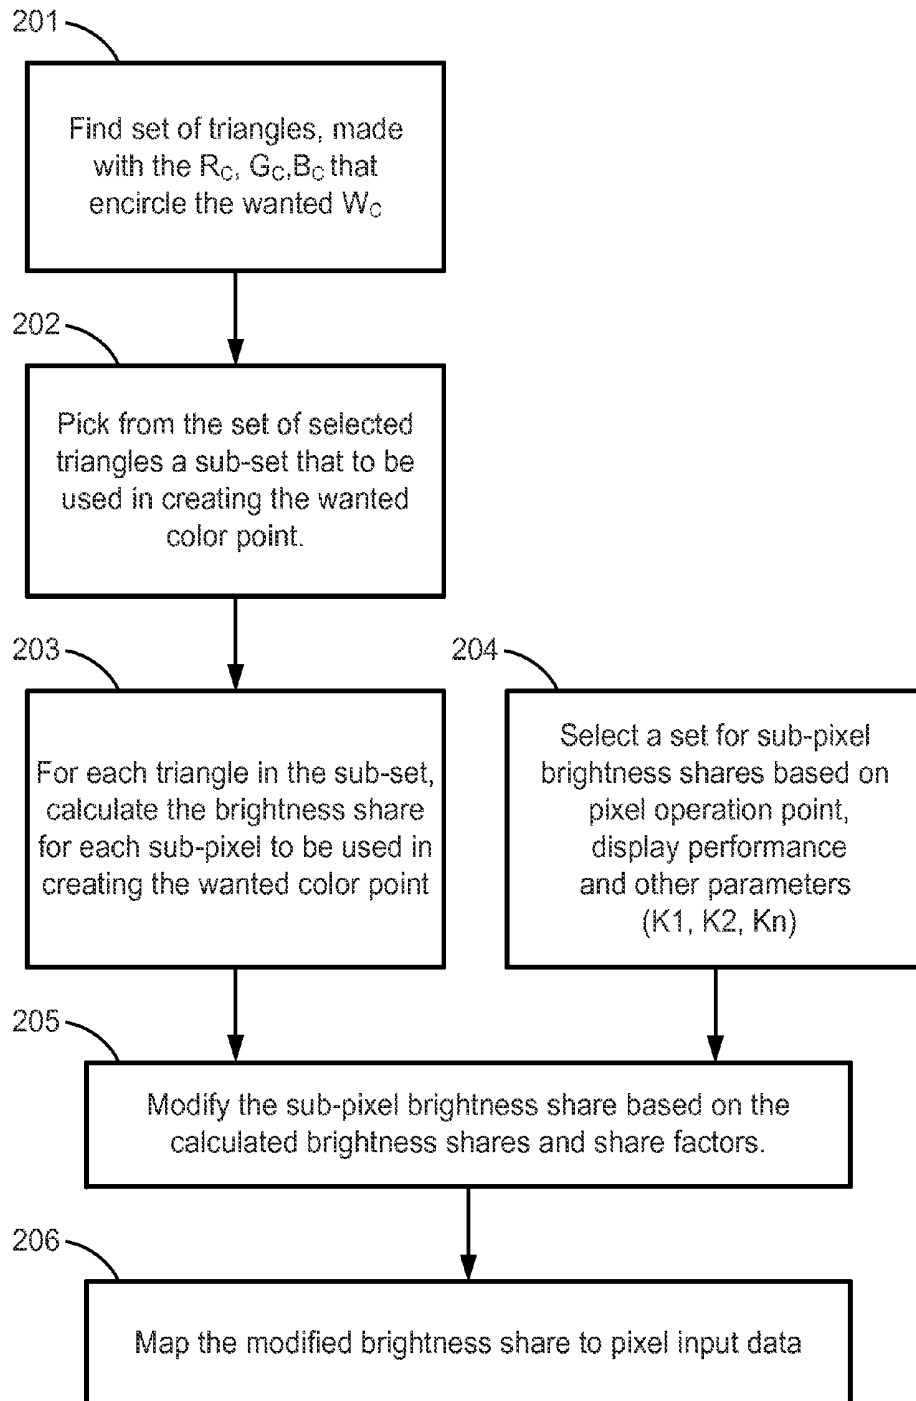 201
Find set of triangles, made
with the RC, GC,BC that
encircle the wanted WC
202
Pick from the set of selected
triangles a sub-set that to be
used in creating the wanted
color point.
203
For each triangle in the sub-set,
calculate the brightness share
for each sub-pixel to be used in
creating the wanted color point
204
Select a set for sub-pixel
brightness shares based on
pixel operation point,
display performance
and other parameters
(K1, K2, Kn)
205
Modify the sub-pixel brightness share based on the
calculated brightness shares and share factors.
206
Map the modified brightness share to pixel input data